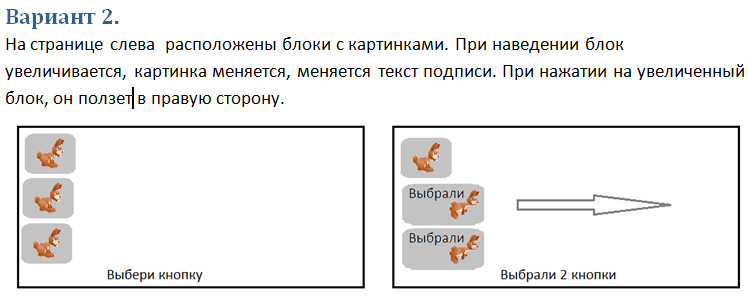 Вариант 2.
На странице слева расположены блоки с картинками. При наведении блок
увеличивается, картинка меняется, меняется текст подписи. При нажатии на увеличенный
блок, он ползет в правую сторону.
Выбери кнопку
Выбрали
Выбрали
Выбрали 2 кнопки